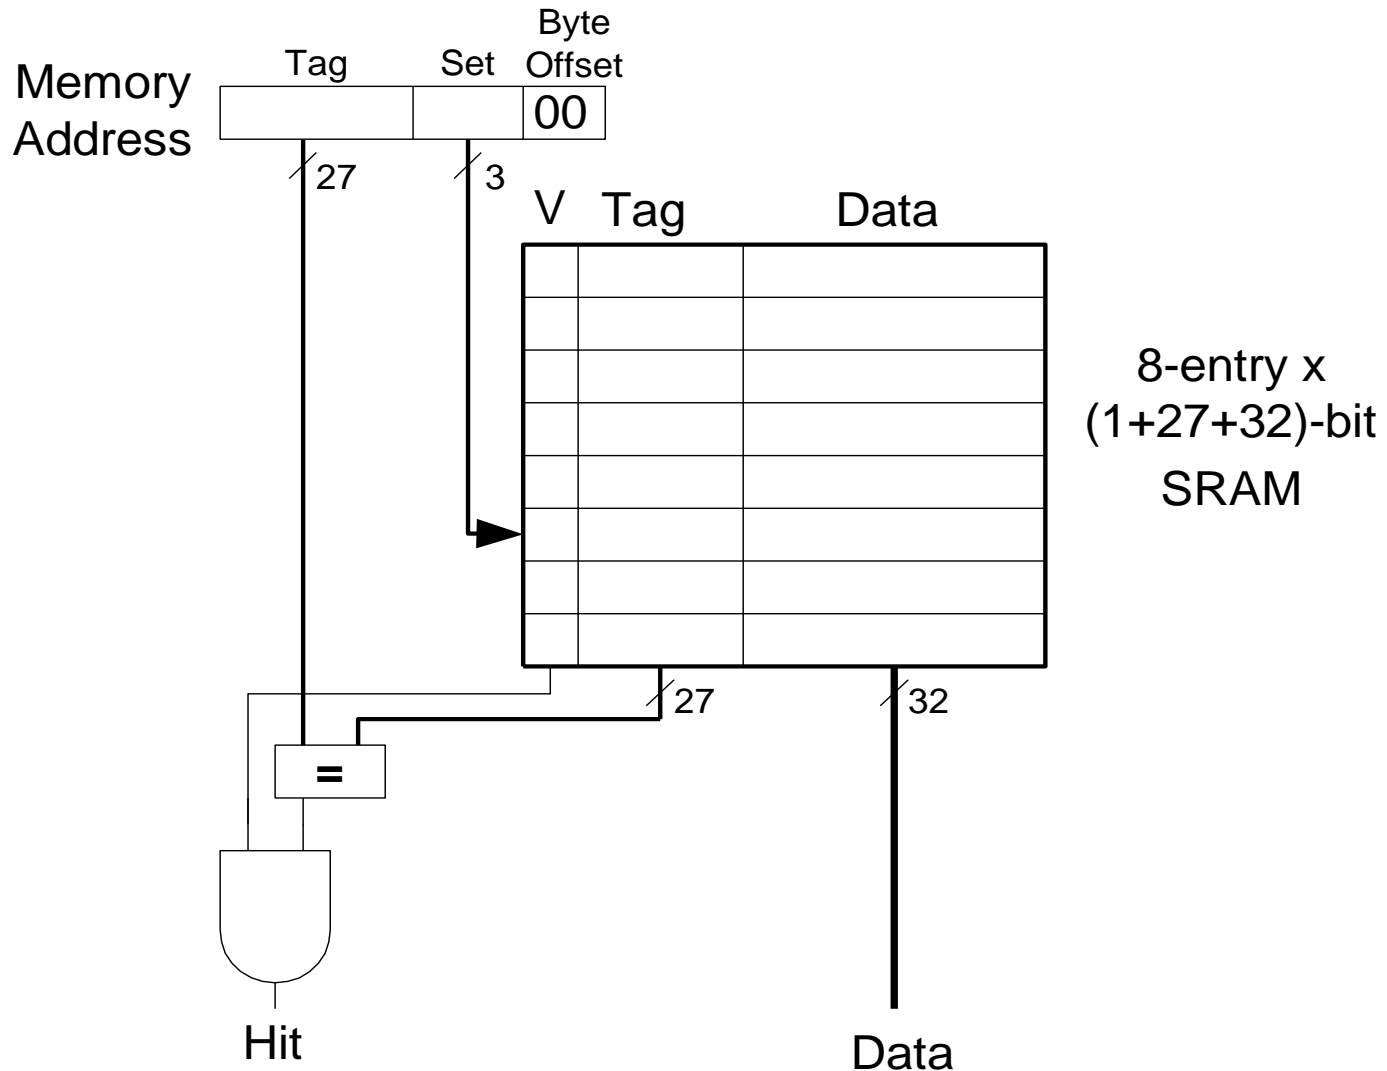 Byte
Tag Set Offset
Memory
Address
00
27 3
V Tag Data
8-entry x
(1+27+32)-bit
SRAM
27 32
=
Hit
Data